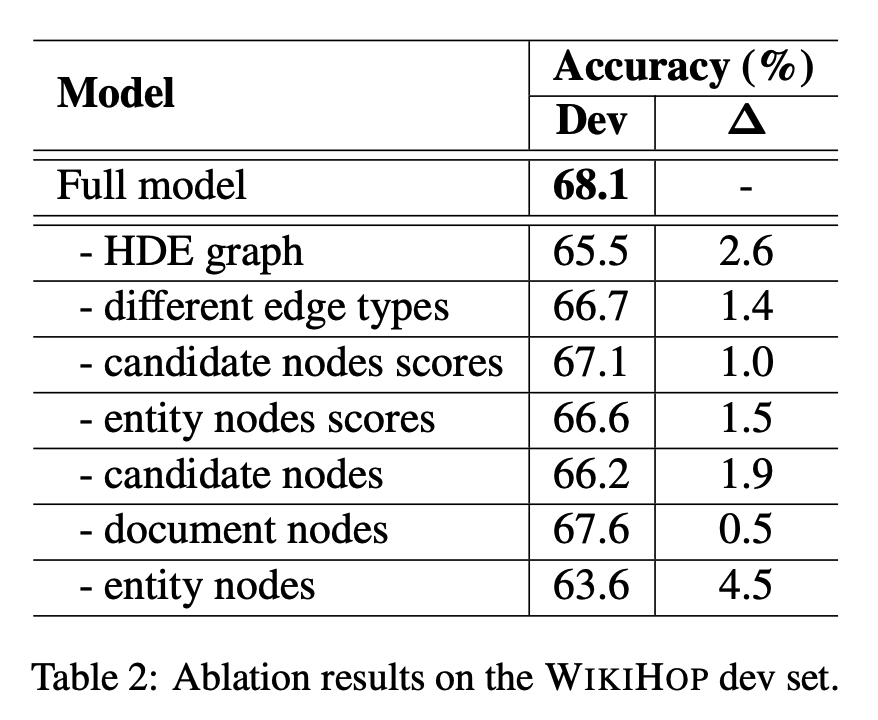 Model Accuracy (%)
Dev Δ
Full model 68.1 -
- HDE graph 65.5 2.6
- different edge types 66.7 1.4
- candidate nodes scores 67.1 1.0
- entity nodes scores 66.6 1.5
- candidate nodes 66.2 1.9
- document nodes 67.6 0.5
- entity nodes 63.6 4.5
Table 2: Ablation results on the WIKIHOP dev set.